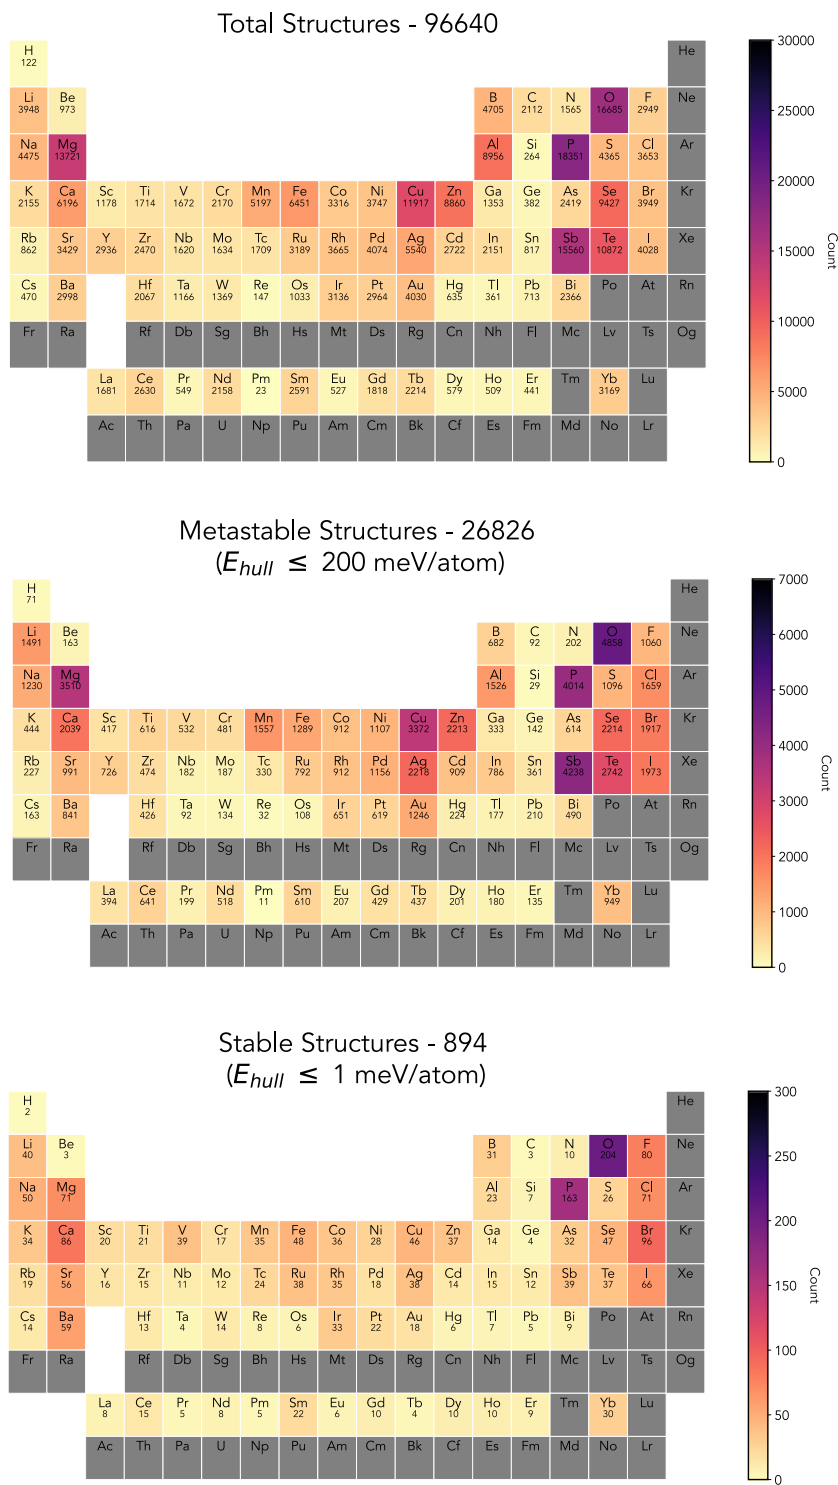 Total Structures - 96640
H He
122
Li Be B C N O F Ne
3948 973 4705 2112 1565 16685 2949
Na Mg Al Si P S Cl Ar
4475 13721 8956 264 18351 4365 3653
K Ca Sc Ti V Cr Mn Fe Co Ni Cu Zn Ga Ge As Se Br Kr
2155 6196 1178 1714 1672 2170 5197 6451 3316 3747 11917 8860 1353 382 2419 9427 3949
Rb Sr Y Zr Nb Mo Tc Ru Rh Pd Ag Cd In Sn Sb Te I Xe
862 3429 2936 2470 1620 1634 1709 3189 3665 4074 5540 2722 2151 817 15560 10872 4028
Cs Ba Hf Ta W Re Os Ir Pt Au Hg Tl Pb Bi Po At Rn
470 2998 2067 1166 1369 147 1033 3136 2964 4030 635 361 713 2366
Fr Ra Rf Db Sg Bh Hs Mt Ds Rg Cn Nh Fl Mc Lv Ts Og
La Ce Pr Nd Pm Sm Eu Gd Tb Dy Ho Er Tm Yb Lu
1681 2630 549 2158 23 2591 527 1818 2214 579 509 441 3169
Ac Th Pa U Np Pu Am Cm Bk Cf Es Fm Md No Lr
30000
25000
20000
15000
10000
5000
0
Count
Metastable Structures - 26826
(E_hull ≤ 200 meV/atom)
H He
71
Li Be B C N O F Ne
1491 163 682 92 202 4858 1060
Na Mg Al Si P S Cl Ar
1230 3510 1526 29 4014 1096 1659
K Ca Sc Ti V Cr Mn Fe Co Ni Cu Zn Ga Ge As Se Br Kr
444 2039 417 616 532 481 1557 1289 912 1107 3372 2213 333 142 614 2214 1917
Rb Sr Y Zr Nb Mo Tc Ru Rh Pd Ag Cd In Sn Sb Te I Xe
227 991 726 474 182 187 330 792 912 1156 2218 909 786 361 4238 2742 1973
Cs Ba Hf Ta W Re Os Ir Pt Au Hg Tl Pb Bi Po At Rn
163 841 426 92 134 32 108 651 619 1246 224 177 210 490
Fr Ra Rf Db Sg Bh Hs Mt Ds Rg Cn Nh Fl Mc Lv Ts Og
La Ce Pr Nd Pm Sm Eu Gd Tb Dy Ho Er Tm Yb Lu
394 641 199 518 11 610 207 429 437 201 180 135 949
Ac Th Pa U Np Pu Am Cm Bk Cf Es Fm Md No Lr
7000
6000
5000
4000
3000
2000
1000
0
Count
Stable Structures - 894
(E_hull ≤ 1 meV/atom)
H He
2
Li Be B C N O F Ne
40 3 31 3 10 204 80
Na Mg Al Si P S Cl Ar
50 71 23 7 163 26 71
K Ca Sc Ti V Cr Mn Fe Co Ni Cu Zn Ga Ge As Se Br Kr
34 86 20 21 39 17 35 48 36 28 46 37 14 4 32 47 96
Rb Sr Y Zr Nb Mo Tc Ru Rh Pd Ag Cd In Sn Sb Te I Xe
19 56 16 15 11 12 24 38 35 18 38 14 15 12 39 37 66
Cs Ba Hf Ta W Re Os Ir Pt Au Hg Tl Pb Bi Po At Rn
14 59 13 4 14 8 6 33 22 18 6 7 5 9
Fr Ra Rf Db Sg Bh Hs Mt Ds Rg Cn Nh Fl Mc Lv Ts Og
La Ce Pr Nd Pm Sm Eu Gd Tb Dy Ho Er Tm Yb Lu
8 15 5 8 5 22 6 10 4 10 10 9 30
Ac Th Pa U Np Pu Am Cm Bk Cf Es Fm Md No Lr
300
250
200
150
100
50
0
Count